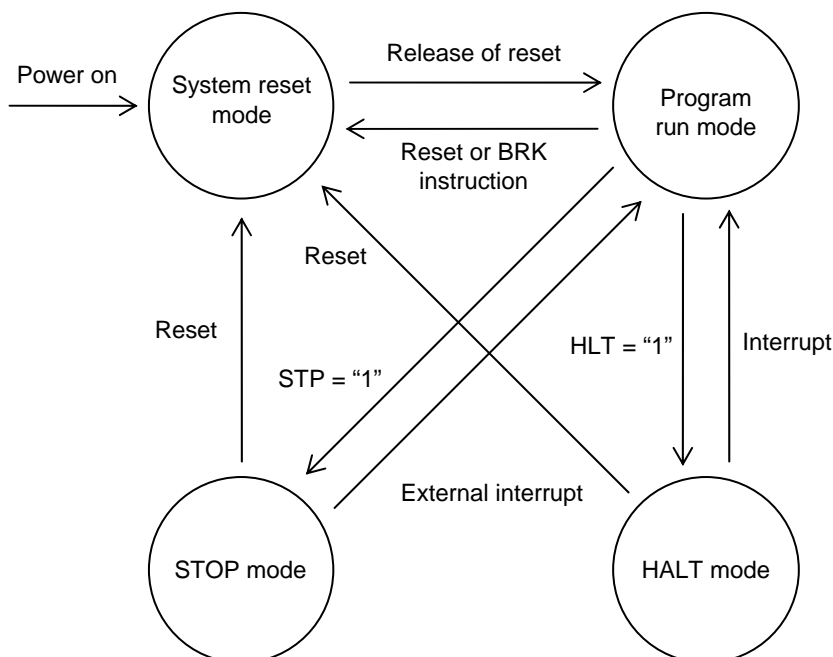 Power on
System reset
mode
Release of reset
Program
run mode
Reset or BRK
instruction
Reset
Reset
STP = “1”
HLT = “1”
Interrupt
External interrupt
STOP mode
HALT mode